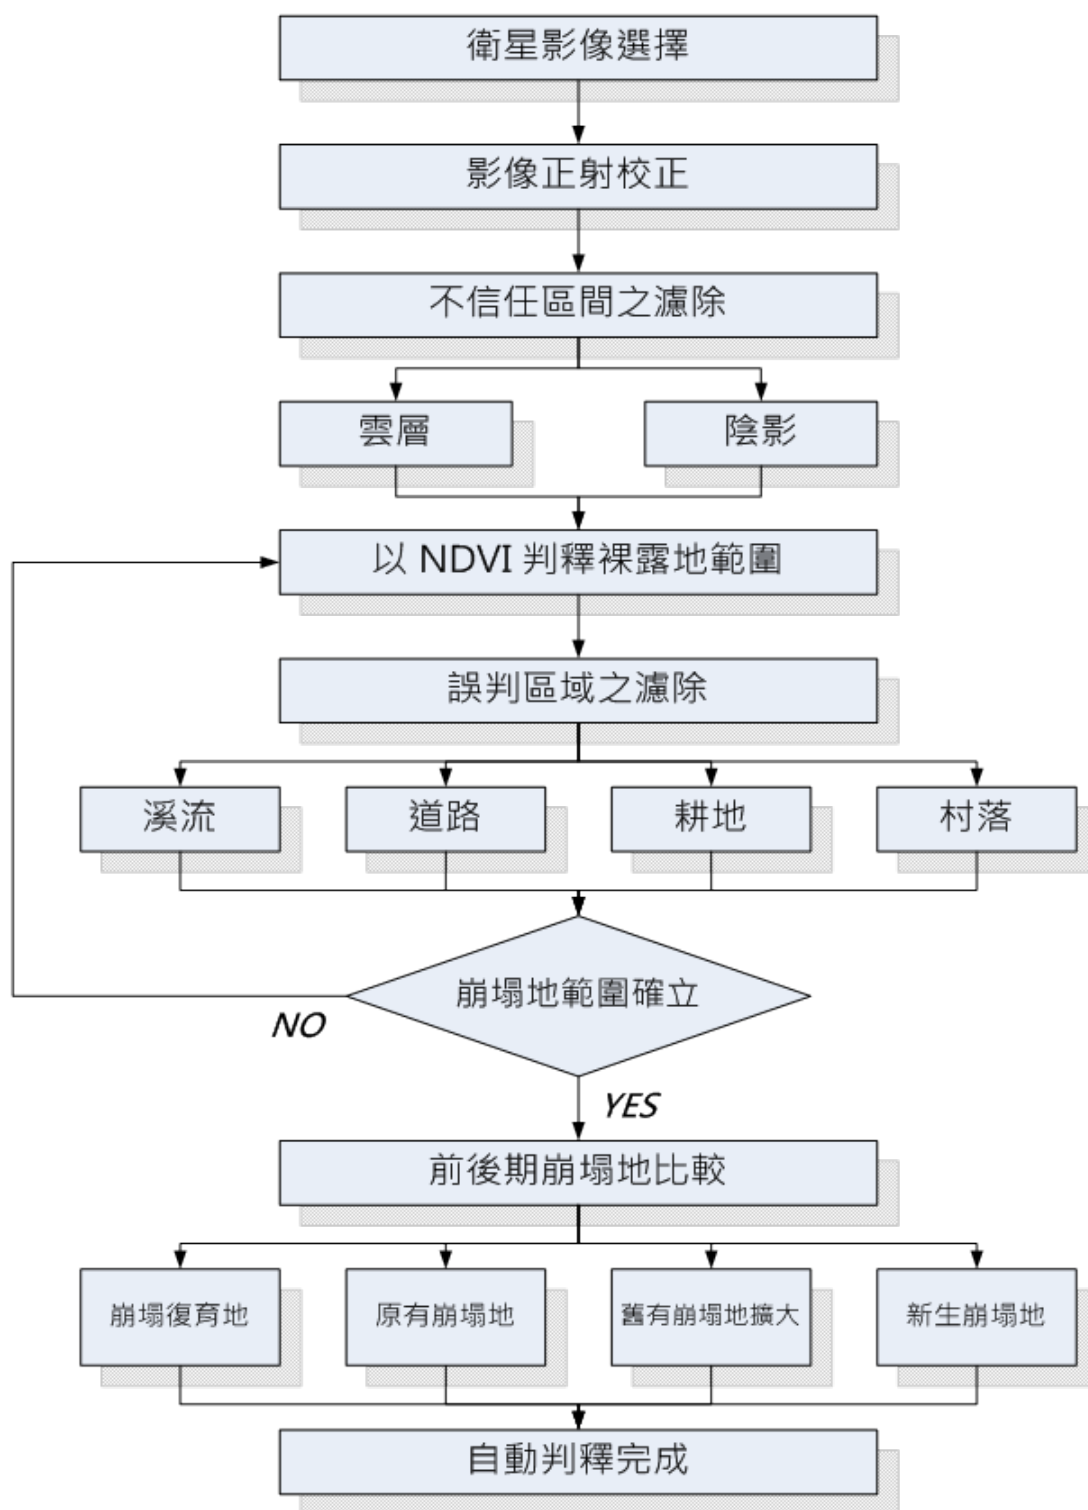 衛星影像選擇
影像正射校正
不信任區間之濾除
雲層
陰影
以 NDVI 判釋裸露地範圍
誤判區域之濾除
溪流
道路
耕地
村落
崩塌地範圍確立
NO
YES
前後期崩塌地比較
崩塌復育地
原有崩塌地
舊有崩塌地擴大
新生崩塌地
自動判釋完成